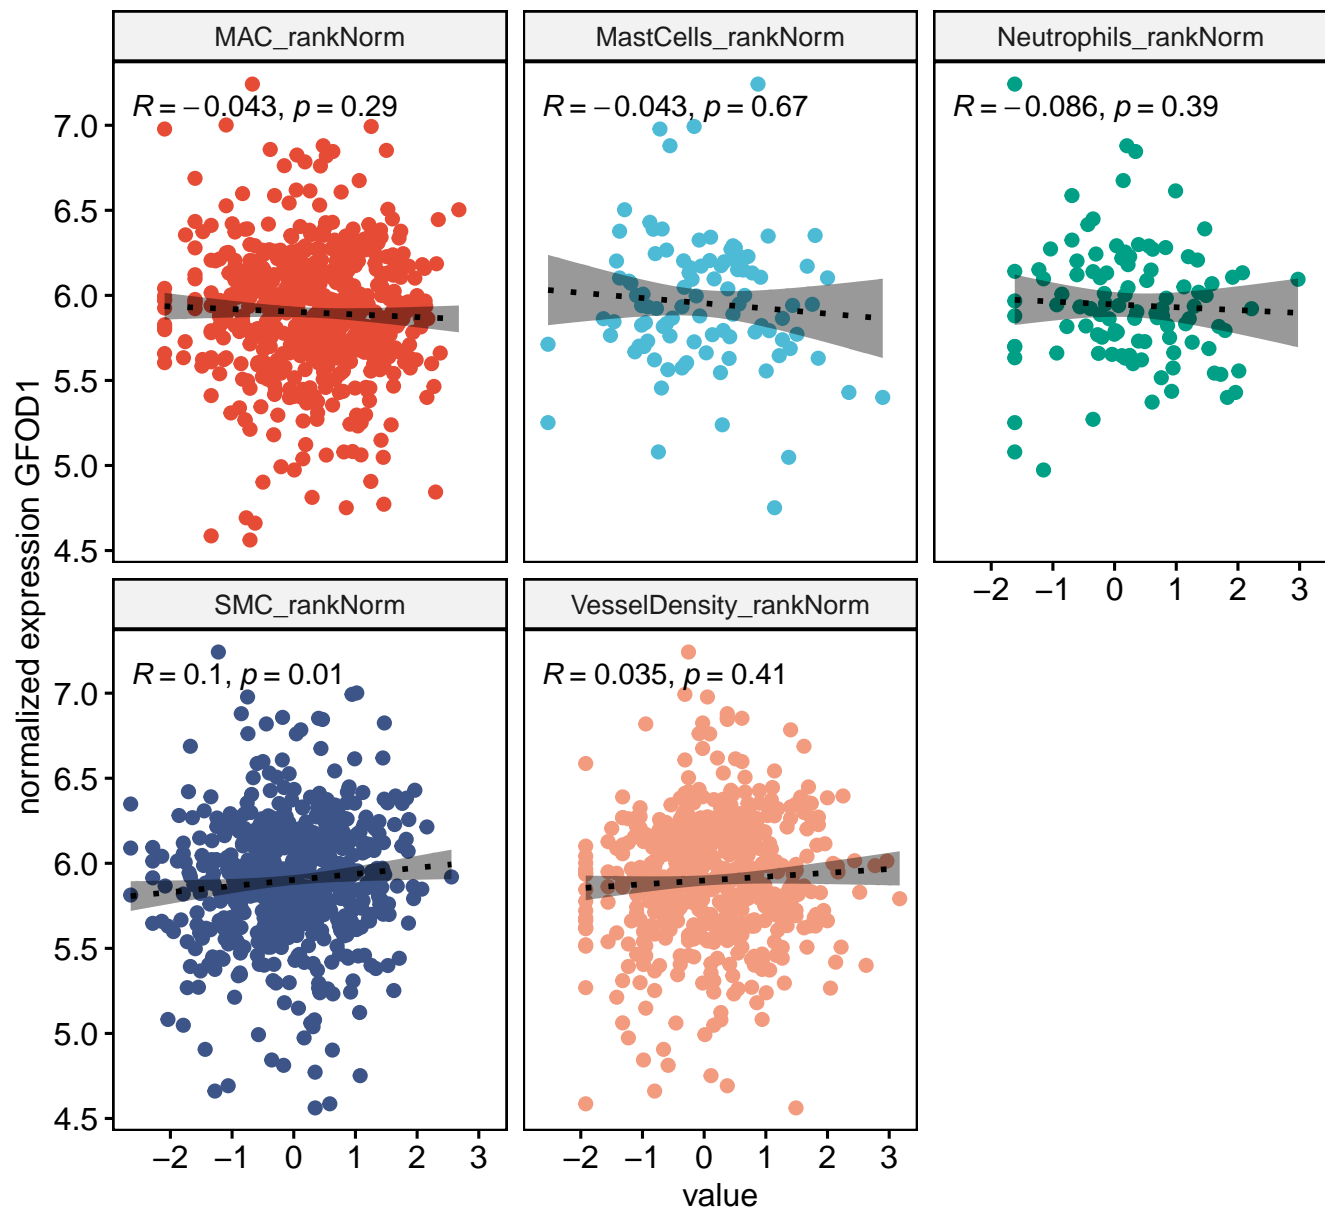 MAC_rankNorm
MastCells_rankNorm
Neutrophils_rankNorm
R = −0.043, p = 0.29
R = −0.043, p = 0.67
R = −0.086, p = 0.39
7.0
6.5
6.0
5.5
5.0
4.5
−2 −1 0 1 2 3
normalized expression GFOD1
SMC_rankNorm
VesselDensity_rankNorm
R = 0.1, p = 0.01
R = 0.035, p = 0.41
7.0
6.5
6.0
5.5
5.0
4.5
−2 −1 0 1 2 3
−2 −1 0 1 2 3
value